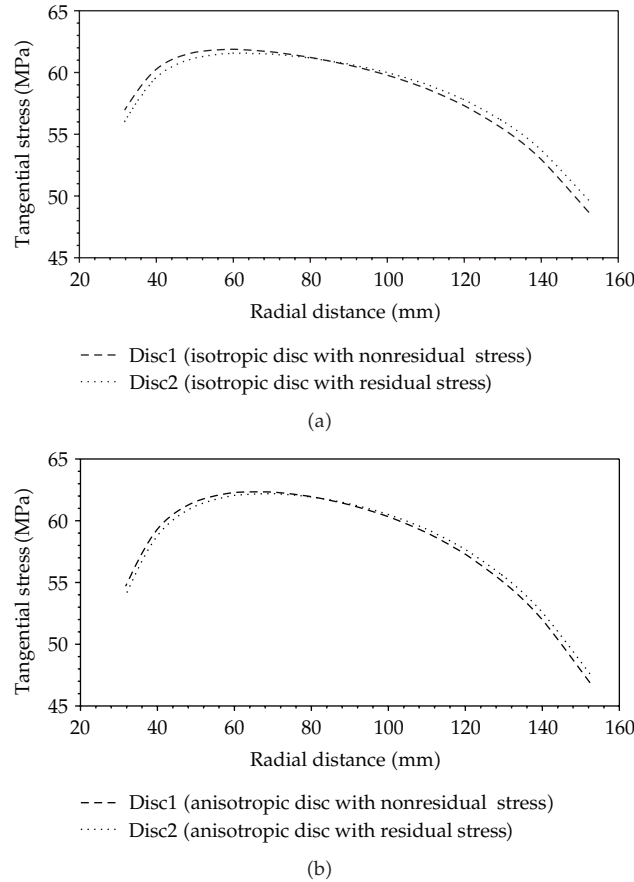 65
60
55
50
45
Tangential stress (MPa)
20 40 60 80 100 120 140 160
Radial distance (mm)
Disc1 (isotropic disc with nonresidual stress)
Disc2 (isotropic disc with residual stress)
(a)
65
60
55
50
45
Tangential stress (MPa)
20 40 60 80 100 120 140 160
Radial distance (mm)
Disc1 (anisotropic disc with nonresidual stress)
Disc2 (anisotropic disc with residual stress)
(b)